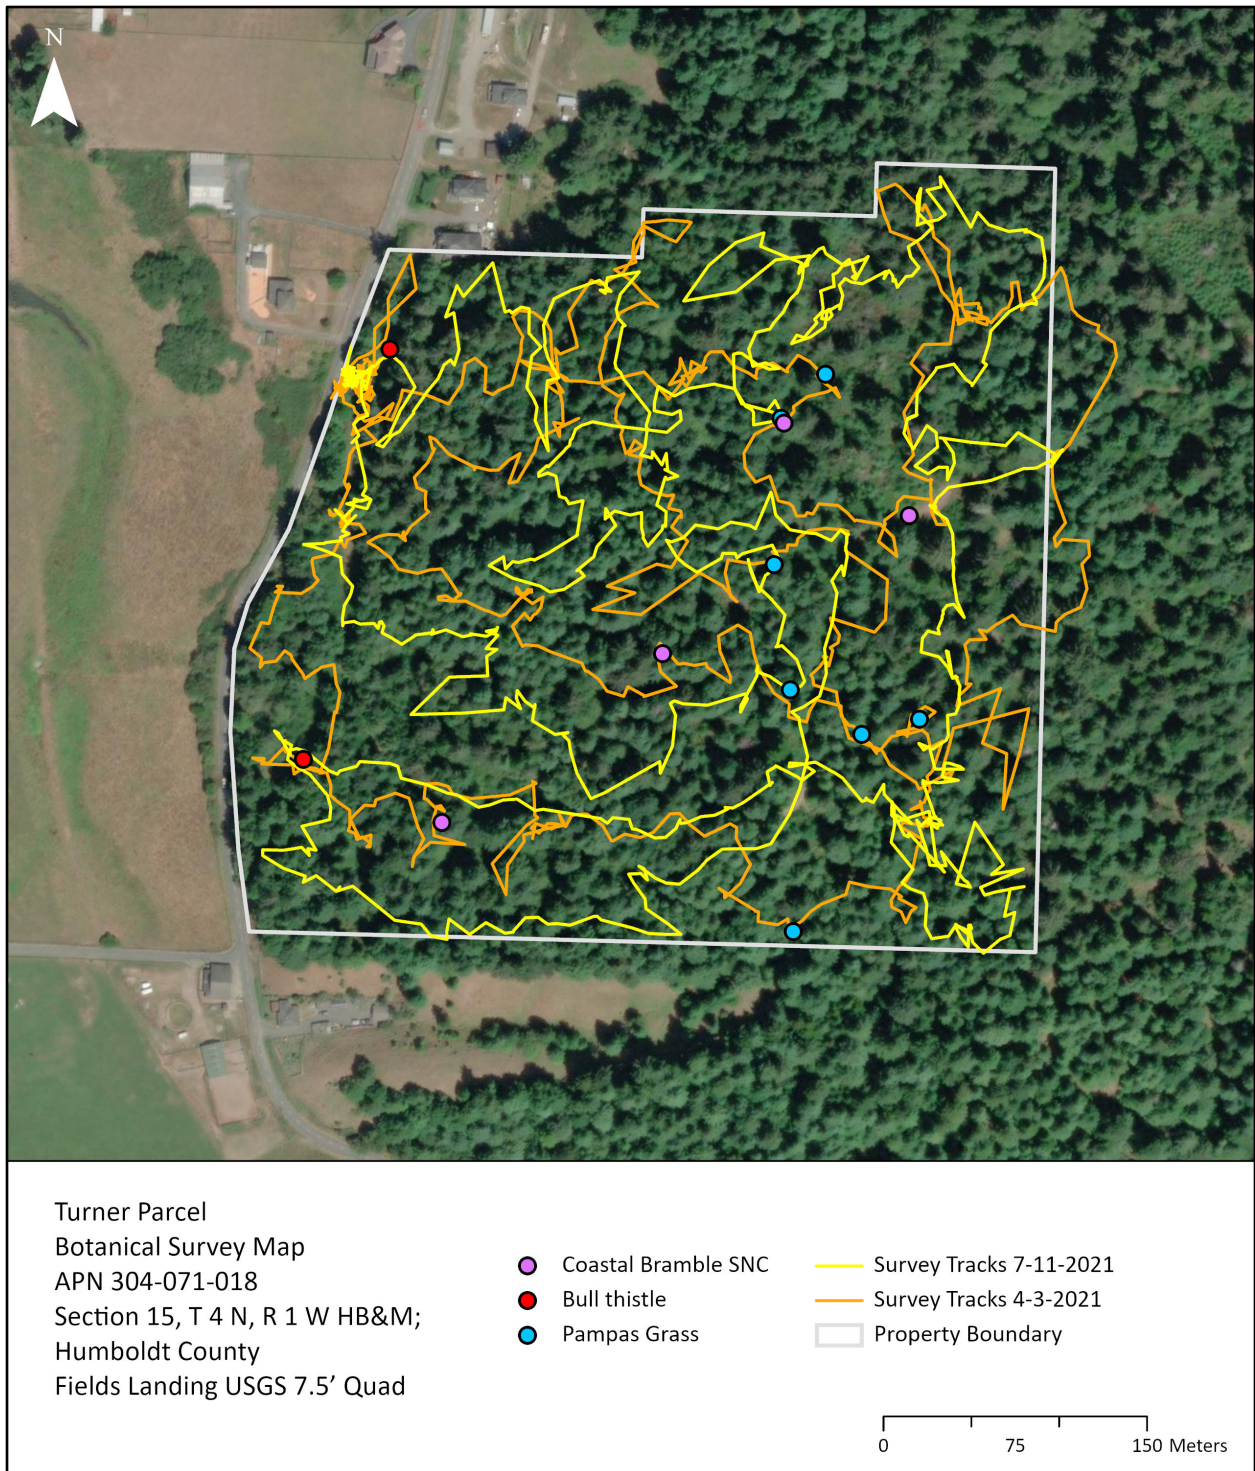 N
Turner Parcel
Botanical Survey Map
APN 304-071-018
Section 15, T 4 N, R 1 W HB&M;
Humboldt County
Fields Landing USGS 7.5’ Quad
Coastal Bramble SNC
Bull thistle
Pampas Grass
Survey Tracks 7-11-2021
Survey Tracks 4-3-2021
Property Boundary
0 75 150 Meters